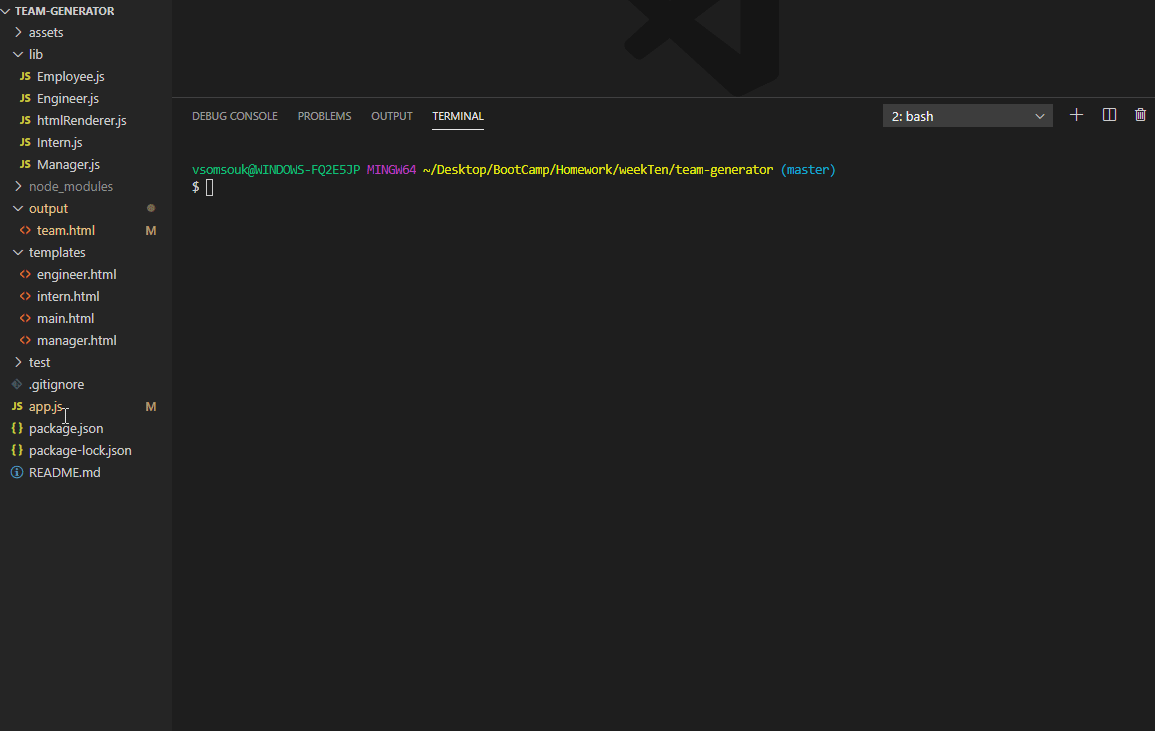 TEAM-GENERATOR
assets
lib
JS Employee.js
JS Engineer.js
JS htmlRenderer.js
JS Intern.js
JS Manager.js
node_modules
output
<> team.html M
templates
<> engineer.html
<> intern.html
<> main.html
<> manager.html
test
.gitignore
JS app.js M
{} package.json
{} package-lock.json
README.md
DEBUG CONSOLE PROBLEMS OUTPUT TERMINAL 2: bash
vsomsouk@WINDOWS-FQ2E5JP MINGW64 ~/Desktop/BootCamp/Homework/weekTen/team-generator (master)
$